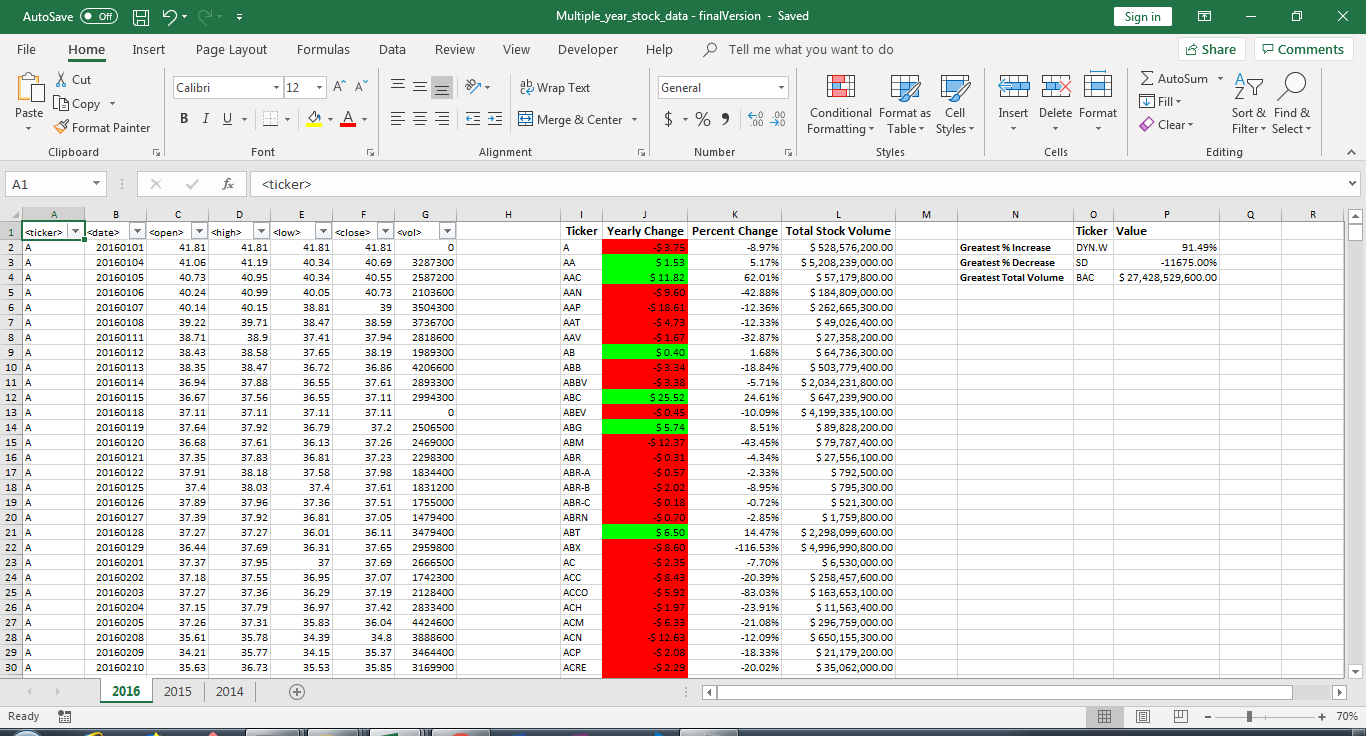 AutoSave Off Multiple_year_stock_data - finalVersion - Saved Sign in
File Home Insert Page Layout Formulas Data Review View Developer Help Tell me what you want to do Share Comments
Paste Cut Copy Format Painter Clipboard
Calibri 12 A A B I U A Font
ab Wrap Text Merge & Center Alignment
General $ % Number
Conditional Formatting Format as Table Cell Styles Styles
Insert Delete Format Cells
AutoSum Fill Clear Sort & Filter Find & Select Editing
A1 fx <ticker>
A B C D E F G H I J K L M N O P Q R
1 <ticker> <date> <open> <high> <low> <close> <vol> Ticker Yearly Change Percent Change Total Stock Volume Ticker Value
2 A 20160101 41.81 41.81 41.81 41.81 0 A -$ 3.75 -8.97% $ 528,576,200.00 Greatest % Increase DYN.W 91.49%
3 A 20160104 41.06 41.19 40.34 40.69 3287300 AA $ 1.53 5.17% $ 5,208,239,000.00 Greatest % Decrease SD -11675.00%
4 A 20160105 40.73 40.95 40.34 40.55 2587200 AAC $ 11.82 62.01% $ 57,179,800.00 Greatest Total Volume BAC $ 27,428,529,600.00
5 A 20160106 40.24 40.99 40.05 40.73 2103600 AAN -$ 9.60 -42.88% $ 184,809,000.00
6 A 20160107 40.14 40.15 38.81 39 3504300 AAP -$ 18.61 -12.36% $ 262,665,300.00
7 A 20160108 39.22 39.71 38.47 38.59 3736700 AAT -$ 4.73 -12.33% $ 49,026,400.00
8 A 20160111 38.71 38.9 37.41 37.94 2818600 AAV -$ 1.67 -32.87% $ 27,358,200.00
9 A 20160112 38.43 38.58 37.65 38.19 1989300 AB $ 0.40 1.68% $ 64,736,300.00
10 A 20160113 38.35 38.47 36.72 36.86 4206600 ABB -$ 3.34 -18.84% $ 503,779,400.00
11 A 20160114 36.94 37.88 36.55 37.61 2893300 ABBV -$ 3.38 -5.71% $ 2,034,231,800.00
12 A 20160115 36.67 37.56 36.55 37.11 2994300 ABC $ 25.52 24.61% $ 647,239,900.00
13 A 20160118 37.11 37.11 37.11 37.11 0 ABEV -$ 0.45 -10.09% $ 4,199,335,100.00
14 A 20160119 37.64 37.92 36.79 37.2 2506500 ABG $ 5.74 8.51% $ 89,828,200.00
15 A 20160120 36.68 37.61 36.13 37.26 2469000 ABM -$ 12.37 -43.45% $ 79,787,400.00
16 A 20160121 37.35 37.83 36.81 37.23 2298300 ABR -$ 0.31 -4.34% $ 27,556,100.00
17 A 20160122 37.91 38.18 37.58 37.98 1834400 ABR-A -$ 0.57 -2.33% $ 792,500.00
18 A 20160125 37.4 38.03 37.4 37.61 1831200 ABR-B -$ 2.02 -8.95% $ 795,300.00
19 A 20160126 37.89 37.96 37.36 37.51 1755000 ABR-C -$ 0.18 -0.72% $ 521,300.00
20 A 20160127 37.39 37.92 36.81 37.05 1479400 ABRN -$ 0.70 -2.85% $ 1,759,800.00
21 A 20160128 37.27 37.27 36.01 36.11 3479400 ABT $ 6.50 14.47% $ 2,298,099,600.00
22 A 20160129 36.44 37.69 36.31 37.65 2959800 ABX -$ 8.60 -116.53% $ 4,996,990,800.00
23 A 20160201 37.37 37.95 37 37.69 2666500 AC -$ 2.35 -7.70% $ 6,530,000.00
24 A 20160202 37.18 37.55 36.95 37.07 1742300 ACC -$ 8.43 -20.39% $ 258,457,600.00
25 A 20160203 37.27 37.36 36.29 37.19 2128400 ACCO -$ 5.92 -83.03% $ 163,653,100.00
26 A 20160204 37.15 37.79 36.97 37.42 2833400 ACH -$ 1.97 -23.91% $ 11,563,400.00
27 A 20160205 37.26 37.31 35.83 36.04 4424600 ACM -$ 6.33 -21.08% $ 296,759,000.00
28 A 20160208 35.61 35.78 34.39 34.8 3888600 ACN -$ 12.63 -12.09% $ 650,155,300.00
29 A 20160209 34.21 35.77 34.15 35.37 3464400 ACP -$ 2.08 -18.33% $ 21,179,200.00
30 A 20160210 35.63 36.73 35.53 35.85 3169900 ACRE -$ 2.29 -20.02% $ 35,062,000.00
2016 2015 2014
Ready 70%